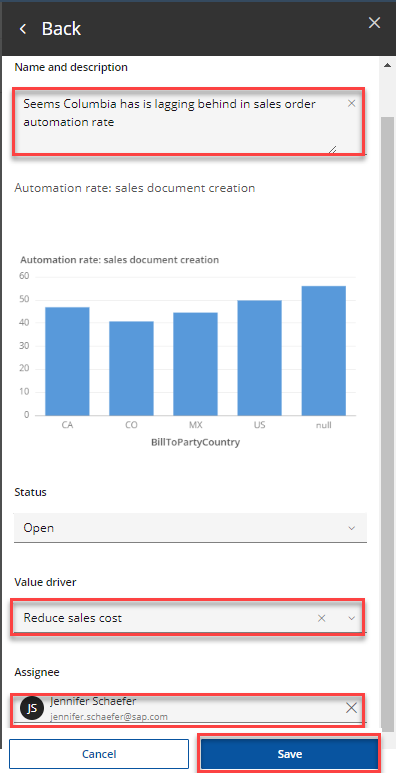 Back
Name and description
Seems Columbia has is lagging behind in sales order
automation rate
Automation rate: sales document creation
Automation rate: sales document creation
60
50
40
30
20
10
0
CA CO MX US null
BillToPartyCountry
Status
Open
Value driver
Reduce sales cost
Assignee
JS Jennifer Schaefer
jennifer.schaefer@sap.com
Cancel Save